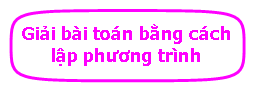 Giải bài toán bằng cách
lập phương trình